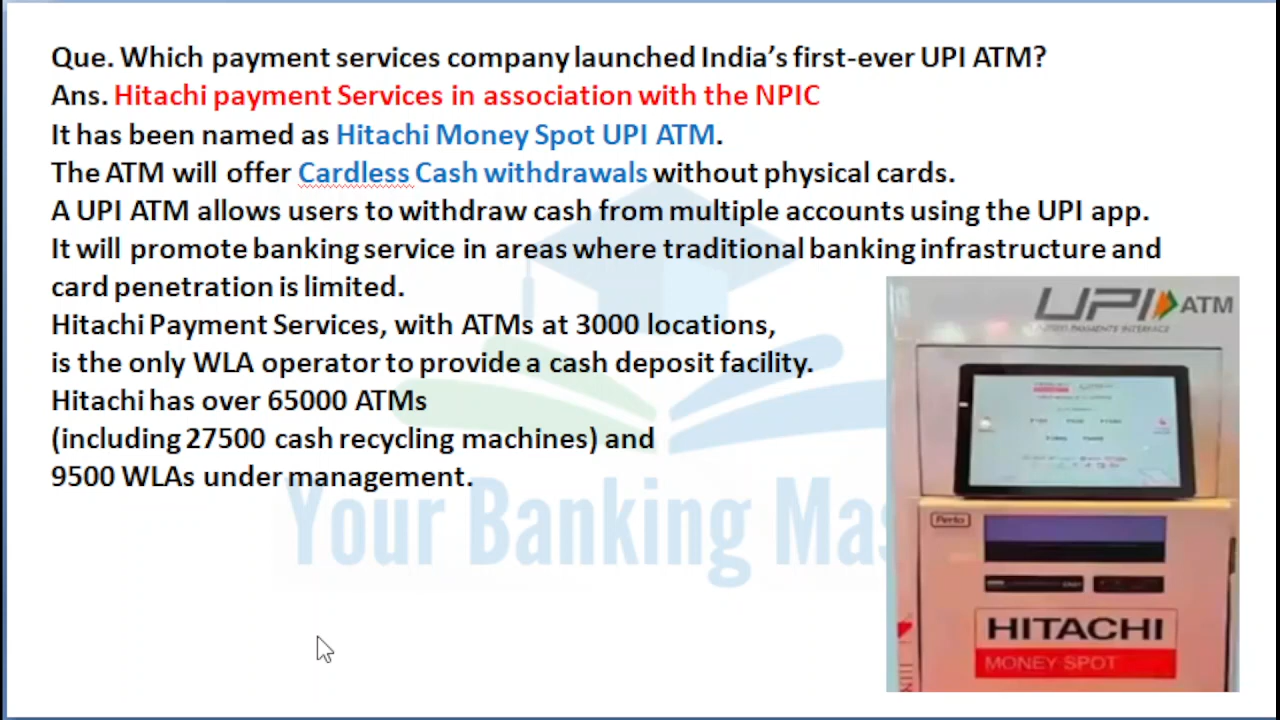 Que. Which payment services company launched India's first-ever UPI ATM?
Ans. Hitachi payment Services in association with the NPIC
It has been named as Hitachi Money Spot UPI ATM.
The ATM will offer Cardless Cash withdrawals without physical cards.
A UPI ATM allows users to withdraw cash from multiple accounts using the UPI app.
It will promote banking service in areas where traditional banking infrastructure and
card penetration is limited.
Hitachi Payment Services, with ATMs at 3000 locations,
is the only WLA operator to provide a cash deposit facility.
Hitachi has over 65000 ATMs
(including 27500 cash recycling machines) and
9500 WLAs under management.
Your Banking Mas
UPI ATM
PAYMENTS INTERFACE
Perto
CASH
HITACHI
MONEY SPOT